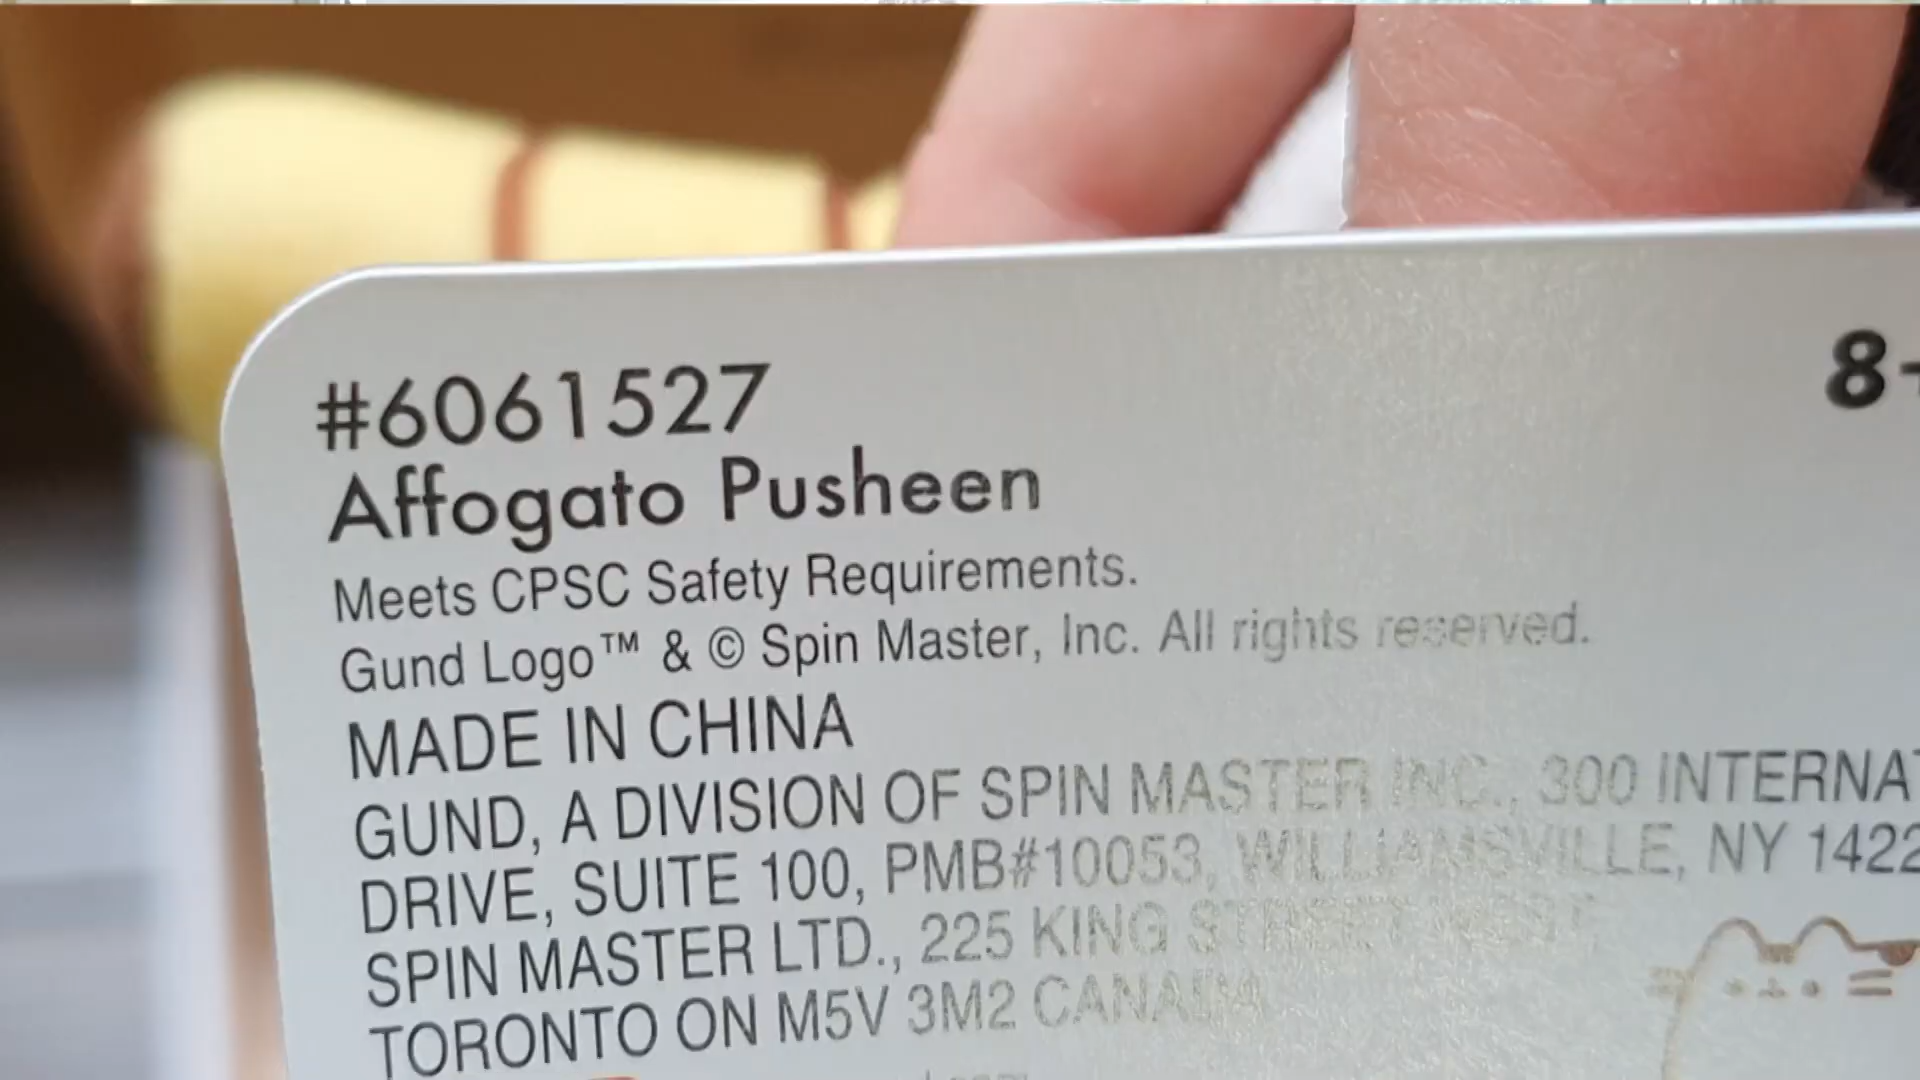 #6061527
8+
Affogato Pusheen
Meets CPSC Safety Requirements.
Gund Logo™ & © Spin Master, Inc. All rights reserved.
MADE IN CHINA
GUND, A DIVISION OF SPIN MASTER INC., 300 INTERNAT
DRIVE, SUITE 100, PMB#10053, WILLIAMSVILLE, NY 1422
SPIN MASTER LTD., 225 KING STREET WEST
TORONTO ON M5V 3M2 CANADA